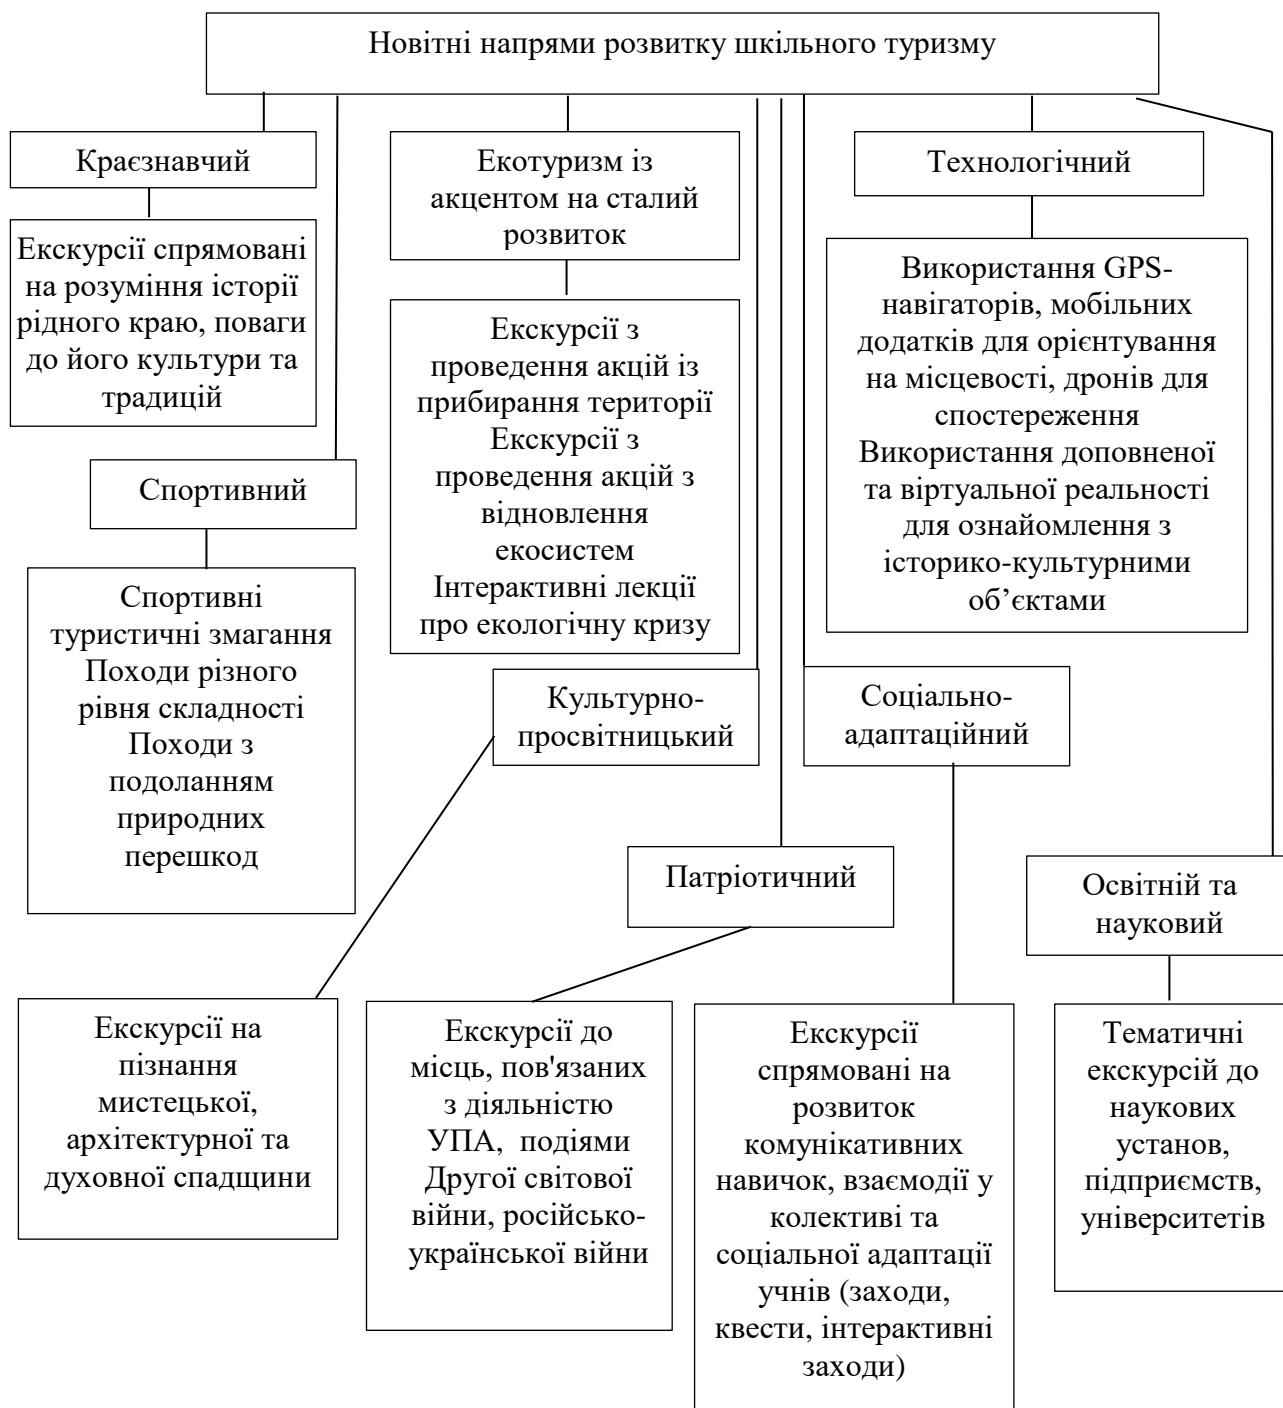 Новітні напрями розвитку шкільного туризму
Краєзнавчий
Екскурсії спрямовані
на розуміння історії
рідного краю, поваги
до його культури та
традицій
Екотуризм із
акцентом на сталий
розвиток
Екскурсії з
проведення акцій із
прибирання території
Екскурсії з
проведення акцій з
відновлення
екосистем
Інтерактивні лекції
про екологічну кризу
Технологічний
Використання GPS-
навігаторів, мобільних
додатків для орієнтування
на місцевості, дронів для
спостереження
Використання доповненої
та віртуальної реальності
для ознайомлення з
історико-культурними
об’єктами
Спортивний
Спортивні
туристичні змагання
Походи різного
рівня складності
Походи з
подоланням
природних
перешкод
Культурно-
просвітницький
Соціально-
адаптаційний
Патріотичний
Освітній та
науковий
Екскурсії на
пізнання
мистецької,
архітектурної та
духовної спадщини
Екскурсії до
місць, пов'язаних
з діяльністю
УПА, подіями
Другої світової
війни, російсько-
української війни
Екскурсії
спрямовані на
розвиток
комунікативних
навичок, взаємодії у
колективі та
соціальної адаптації
учнів (заходи,
квести, інтерактивні
заходи)
Тематичні
екскурсій до
наукових
установ,
підприємств,
університетів